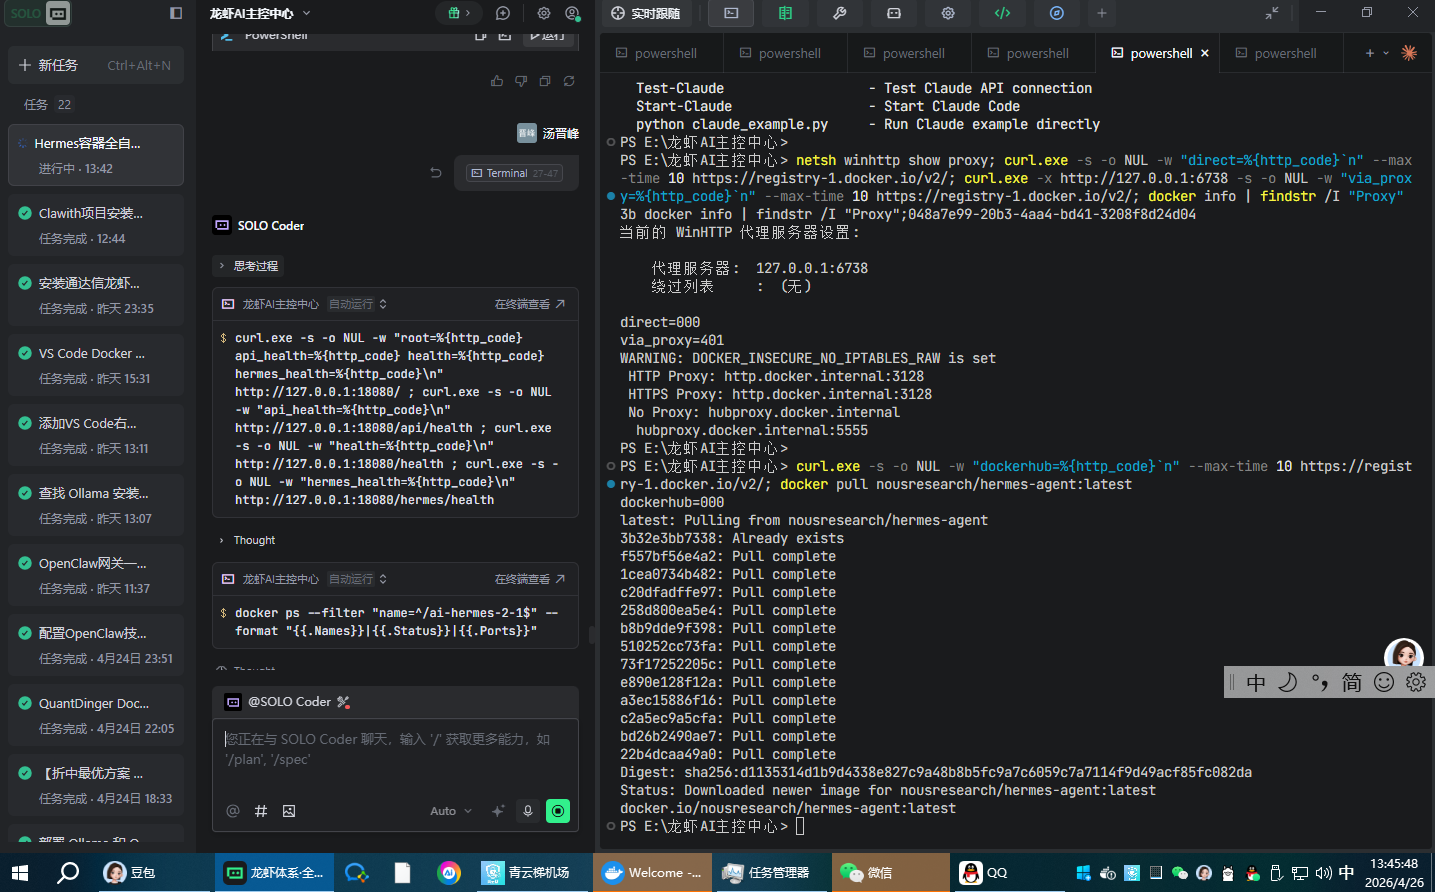 SOLO
新任务 Ctrl+Alt+N
任务 22
Hermes容器全自...
进行中 · 13:42
Clawith项目安装...
任务完成 · 12:44
安装通达信龙虾...
任务完成 · 昨天 23:35
VS Code Docker ...
任务完成 · 昨天 15:31
添加VS Code右...
任务完成 · 昨天 13:11
查找 Ollama 安装...
任务完成 · 昨天 13:07
OpenClaw网关一...
任务完成 · 昨天 11:37
配置OpenClaw技...
任务完成 · 4月24日 23:51
QuantDinger Doc...
任务完成 · 4月24日 22:05
【折中最优方案 ...
任务完成 · 4月24日 18:33
龙虾AI主控中心
PowerShell 运行
晋峰 汤晋峰
Terminal 27-47
SOLO Coder
思考过程
龙虾AI主控中心 自动运行 在终端查看
$ curl.exe -s -o NUL -w "root=%{http_code}
api_health=%{http_code} health=%{http_code}
hermes_health=%{http_code}\n"
http://127.0.0.1:18080/ ; curl.exe -s -o NUL
-w "api_health=%{http_code}\n"
http://127.0.0.1:18080/api/health ; curl.exe
-s -o NUL -w "health=%{http_code}\n"
http://127.0.0.1:18080/health ; curl.exe -s -
o NUL -w "hermes_health=%{http_code}\n"
http://127.0.0.1:18080/hermes/health
Thought
龙虾AI主控中心 自动运行 在终端查看
$ docker ps --filter "name=^/ai-hermes-2-1$" --
format "{{.Names}}|{{.Status}}|{{.Ports}}"
Thought
@SOLO Coder
您正在与 SOLO Coder 聊天，输入 '/' 获取更多能力，如
'/plan', '/spec'
@ # Auto
实时跟随
powershell powershell powershell powershell powershell powershell
Test-Claude - Test Claude API connection
Start-Claude - Start Claude Code
python claude_example.py - Run Claude example directly
PS E:\龙虾AI主控中心>
PS E:\龙虾AI主控中心> netsh winhttp show proxy; curl.exe -s -o NUL -w "direct=%{http_code}`n" --max
-time 10 https://registry-1.docker.io/v2/; curl.exe -x http://127.0.0.1:6738 -s -o NUL -w "via_prox
y=%{http_code}`n" --max-time 10 https://registry-1.docker.io/v2/; docker info | findstr /I "Proxy"
3b docker info | findstr /I "Proxy";048a7e99-20b3-4aa4-bd41-3208f8d24d04
当前的 WinHTTP 代理服务器设置:
代理服务器: 127.0.0.1:6738
绕过列表 : (无)
direct=000
via_proxy=401
WARNING: DOCKER_INSECURE_NO_IPTABLES_RAW is set
HTTP Proxy: http.docker.internal:3128
HTTPS Proxy: http.docker.internal:3128
No Proxy: hubproxy.docker.internal
hubproxy.docker.internal:5555
PS E:\龙虾AI主控中心>
PS E:\龙虾AI主控中心> curl.exe -s -o NUL -w "dockerhub=%{http_code}`n" --max-time 10 https://regist
ry-1.docker.io/v2/; docker pull nousresearch/hermes-agent:latest
dockerhub=000
latest: Pulling from nousresearch/hermes-agent
3b32e3bb7338: Already exists
f557bf56e4a2: Pull complete
1cea0734b482: Pull complete
c20dfadffe97: Pull complete
258d800ea5e4: Pull complete
b8b9dde9f398: Pull complete
510252cc73fa: Pull complete
73f17252205c: Pull complete
e890e128f12a: Pull complete
a3ec15886f16: Pull complete
c2a5ec9a5cfa: Pull complete
bd26b2490ae7: Pull complete
22b4dcaa49a0: Pull complete
Digest: sha256:d1135314d1b9d4338e827c9a48b8b5fc9a7c6059c7a7114f9d49acf85fc082da
Status: Downloaded newer image for nousresearch/hermes-agent:latest
docker.io/nousresearch/hermes-agent:latest
PS E:\龙虾AI主控中心>
中 简
豆包 龙虾体系·全... 青云梯机场 Welcome -... 任务管理器 微信 QQ 中
13:45:48
2026/4/26